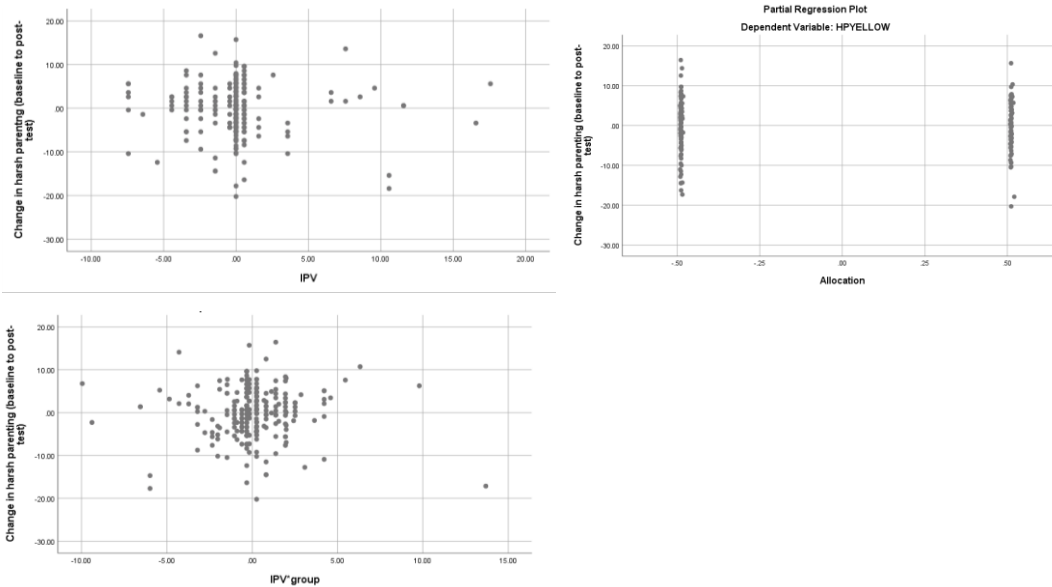 Change in harsh parentng (baseline to post-
test)
20.00
10.00
.00
-10.00
-20.00
-30.00
-10.00 -5.00 .00 5.00 10.00 15.00 20.00
IPV
Partial Regression Plot
Dependent Variable: HPYELLOW
Change in harsh parenting (baseline to post-
test)
20.00
10.00
.00
-10.00
-20.00
-30.00
-.50 -.25 .00 .25 .50
Allocation
Change in harsh parenting (baseline to post-
test)
20.00
10.00
.00
-10.00
-20.00
-30.00
-10.00 -5.00 .00 5.00 10.00 15.00
IPV*group